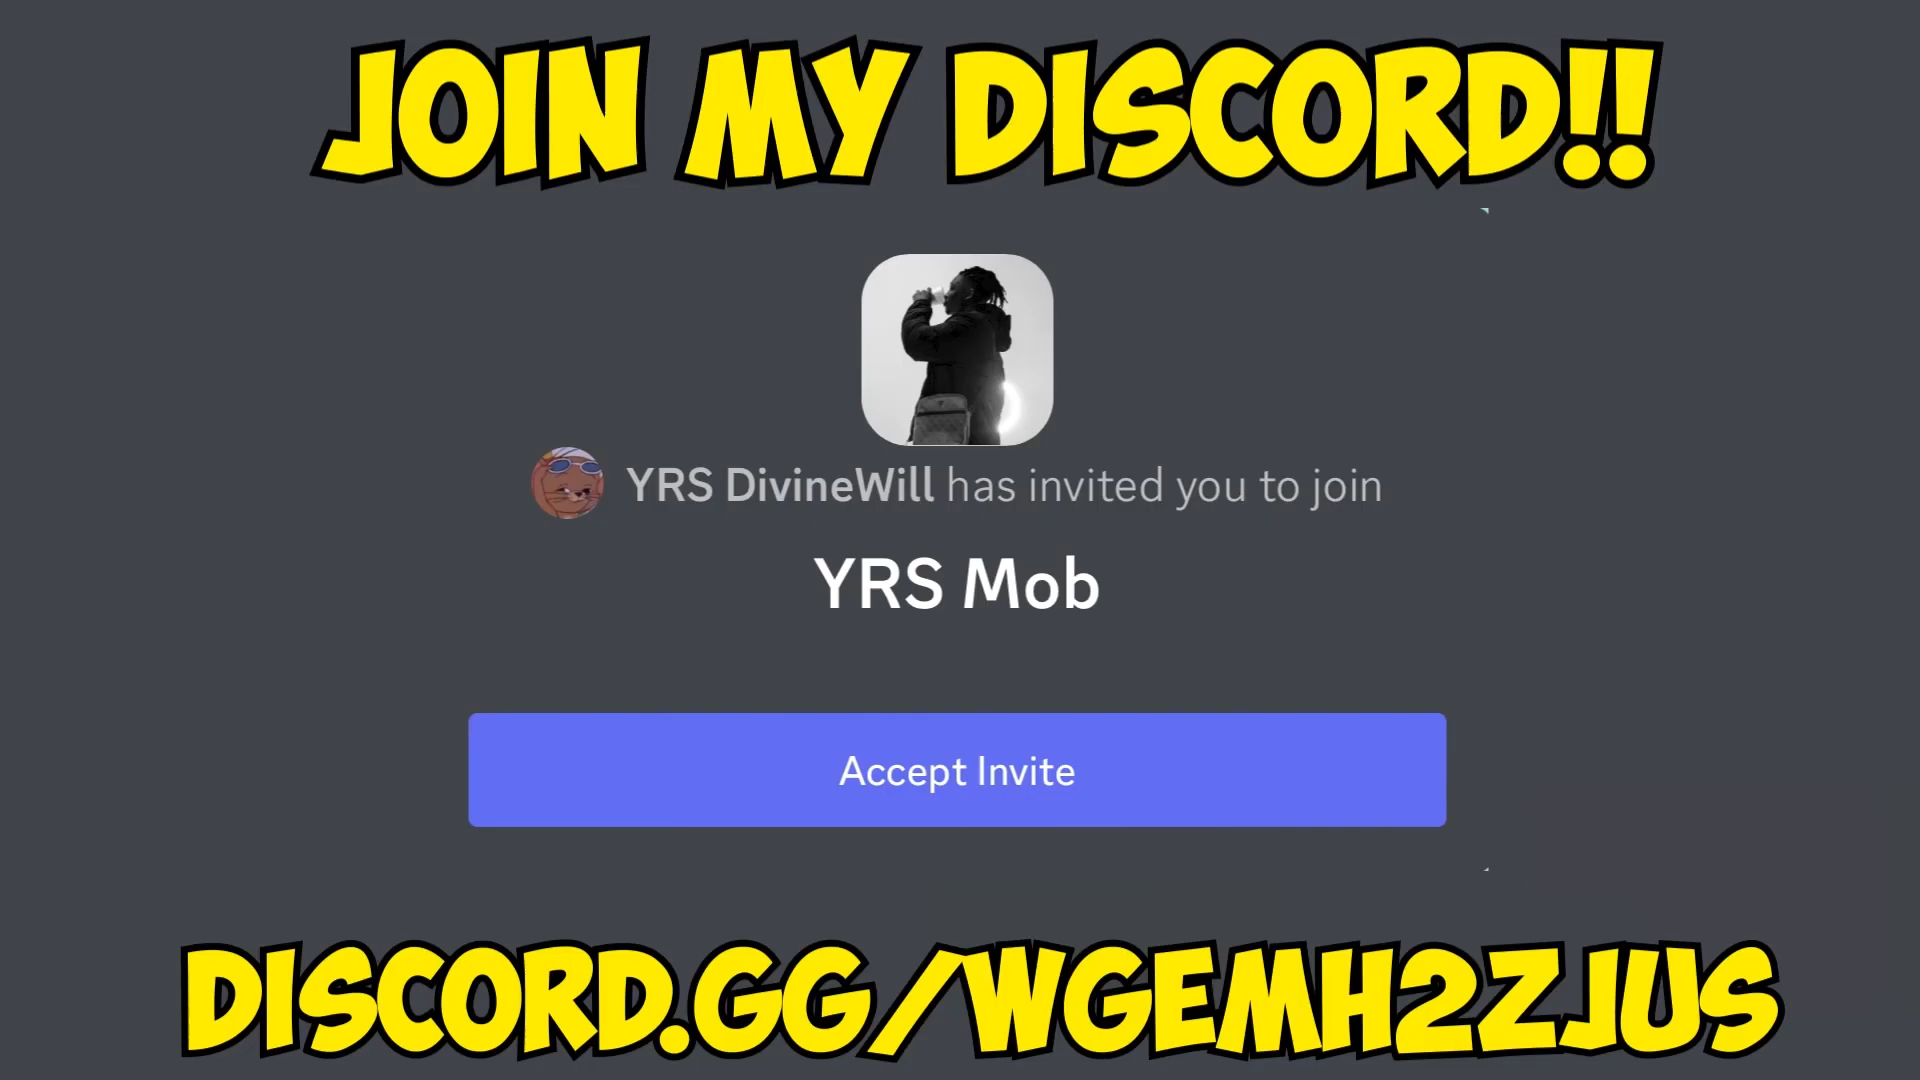 JOIN MY DISCORD!!
YRS DivineWill has invited you to join
YRS Mob
Accept Invite
DISCORD.GG/WGEMH2ZJUS